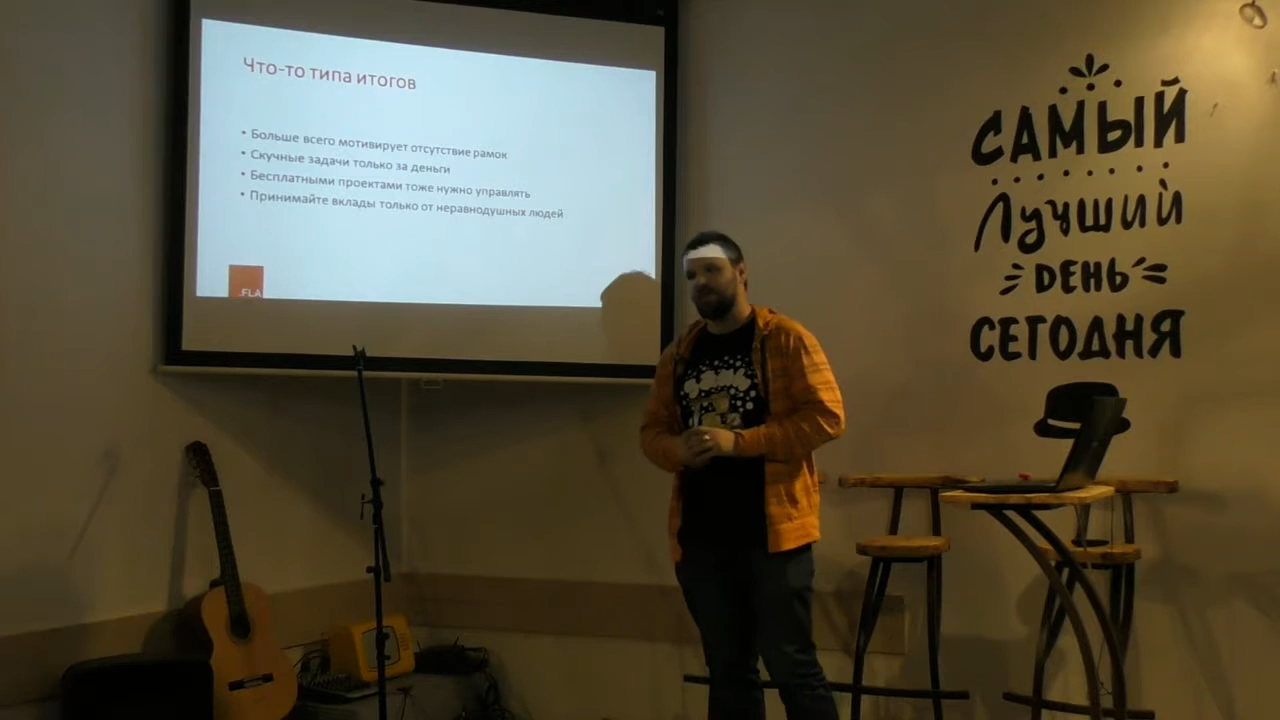 Что-то типа итогов
• Больше всего мотивирует отсутствие рамок
• Скучные задачи только за деньги
• Бесплатными проектами тоже нужно управлять
• Принимайте вклады только от неравнодушных людей
.FLA
САМЫЙ
Лучший
День
СЕГОДНЯ